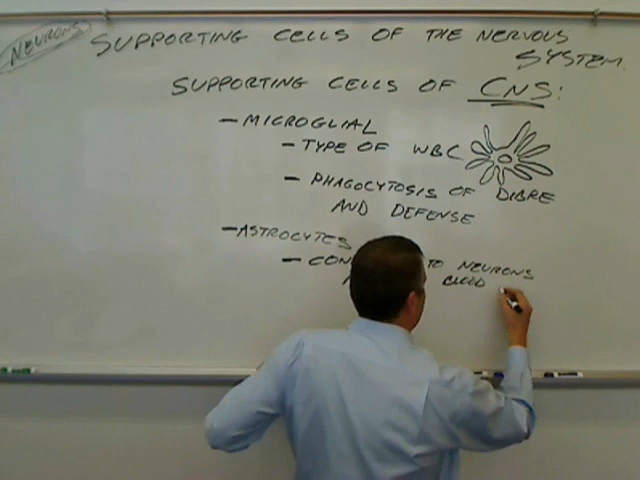 NEURONS
SUPPORTING CELLS OF THE NERVOUS
SYSTEM.
SUPPORTING CELLS OF CNS:
- MICROGLIAL
- TYPE OF WBC
- PHAGOCYTOSIS OF DIBRE
AND DEFENSE
- ASTROCYTES
- CON TO NEURONS